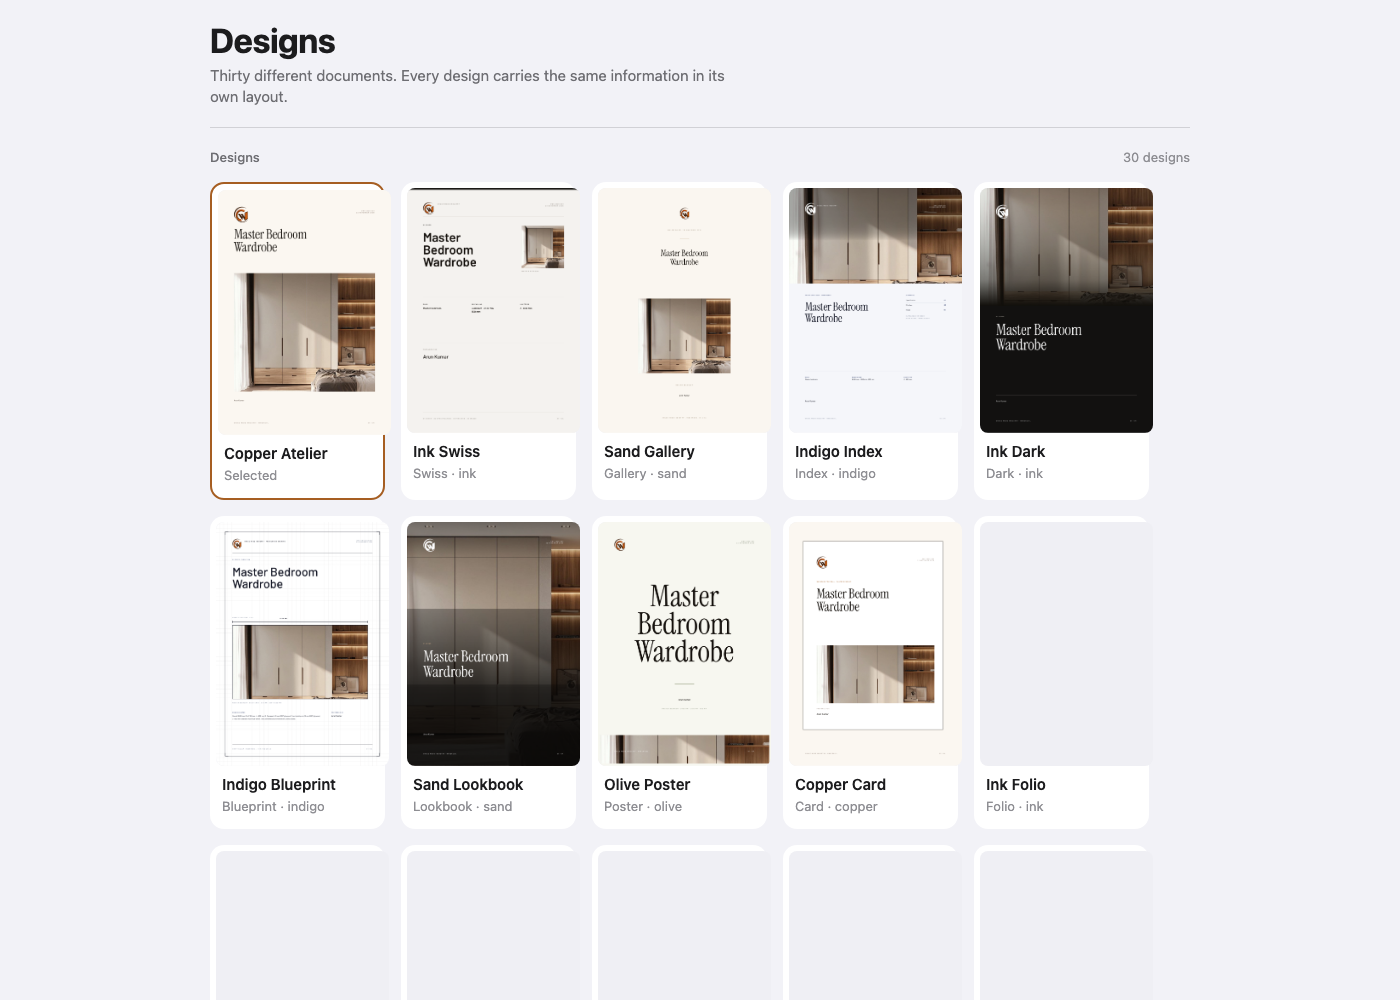 Designs
Thirty different documents. Every design carries the same information in its
own layout.
Designs
30 designs
Master Bedroom
Wardrobe
Copper Atelier
Selected
Master
Bedroom
Wardrobe
Arun Kumar
Ink Swiss
Swiss · ink
Master Bedroom
Wardrobe
Sand Gallery
Gallery · sand
Master Bedroom
Wardrobe
Indigo Index
Index · indigo
Master Bedroom
Wardrobe
Ink Dark
Dark · ink
Master Bedroom
Wardrobe
Indigo Blueprint
Blueprint · indigo
Master Bedroom
Wardrobe
Sand Lookbook
Lookbook · sand
Master
Bedroom
Wardrobe
Olive Poster
Poster · olive
Master Bedroom
Wardrobe
Copper Card
Card · copper
Ink Folio
Folio · ink